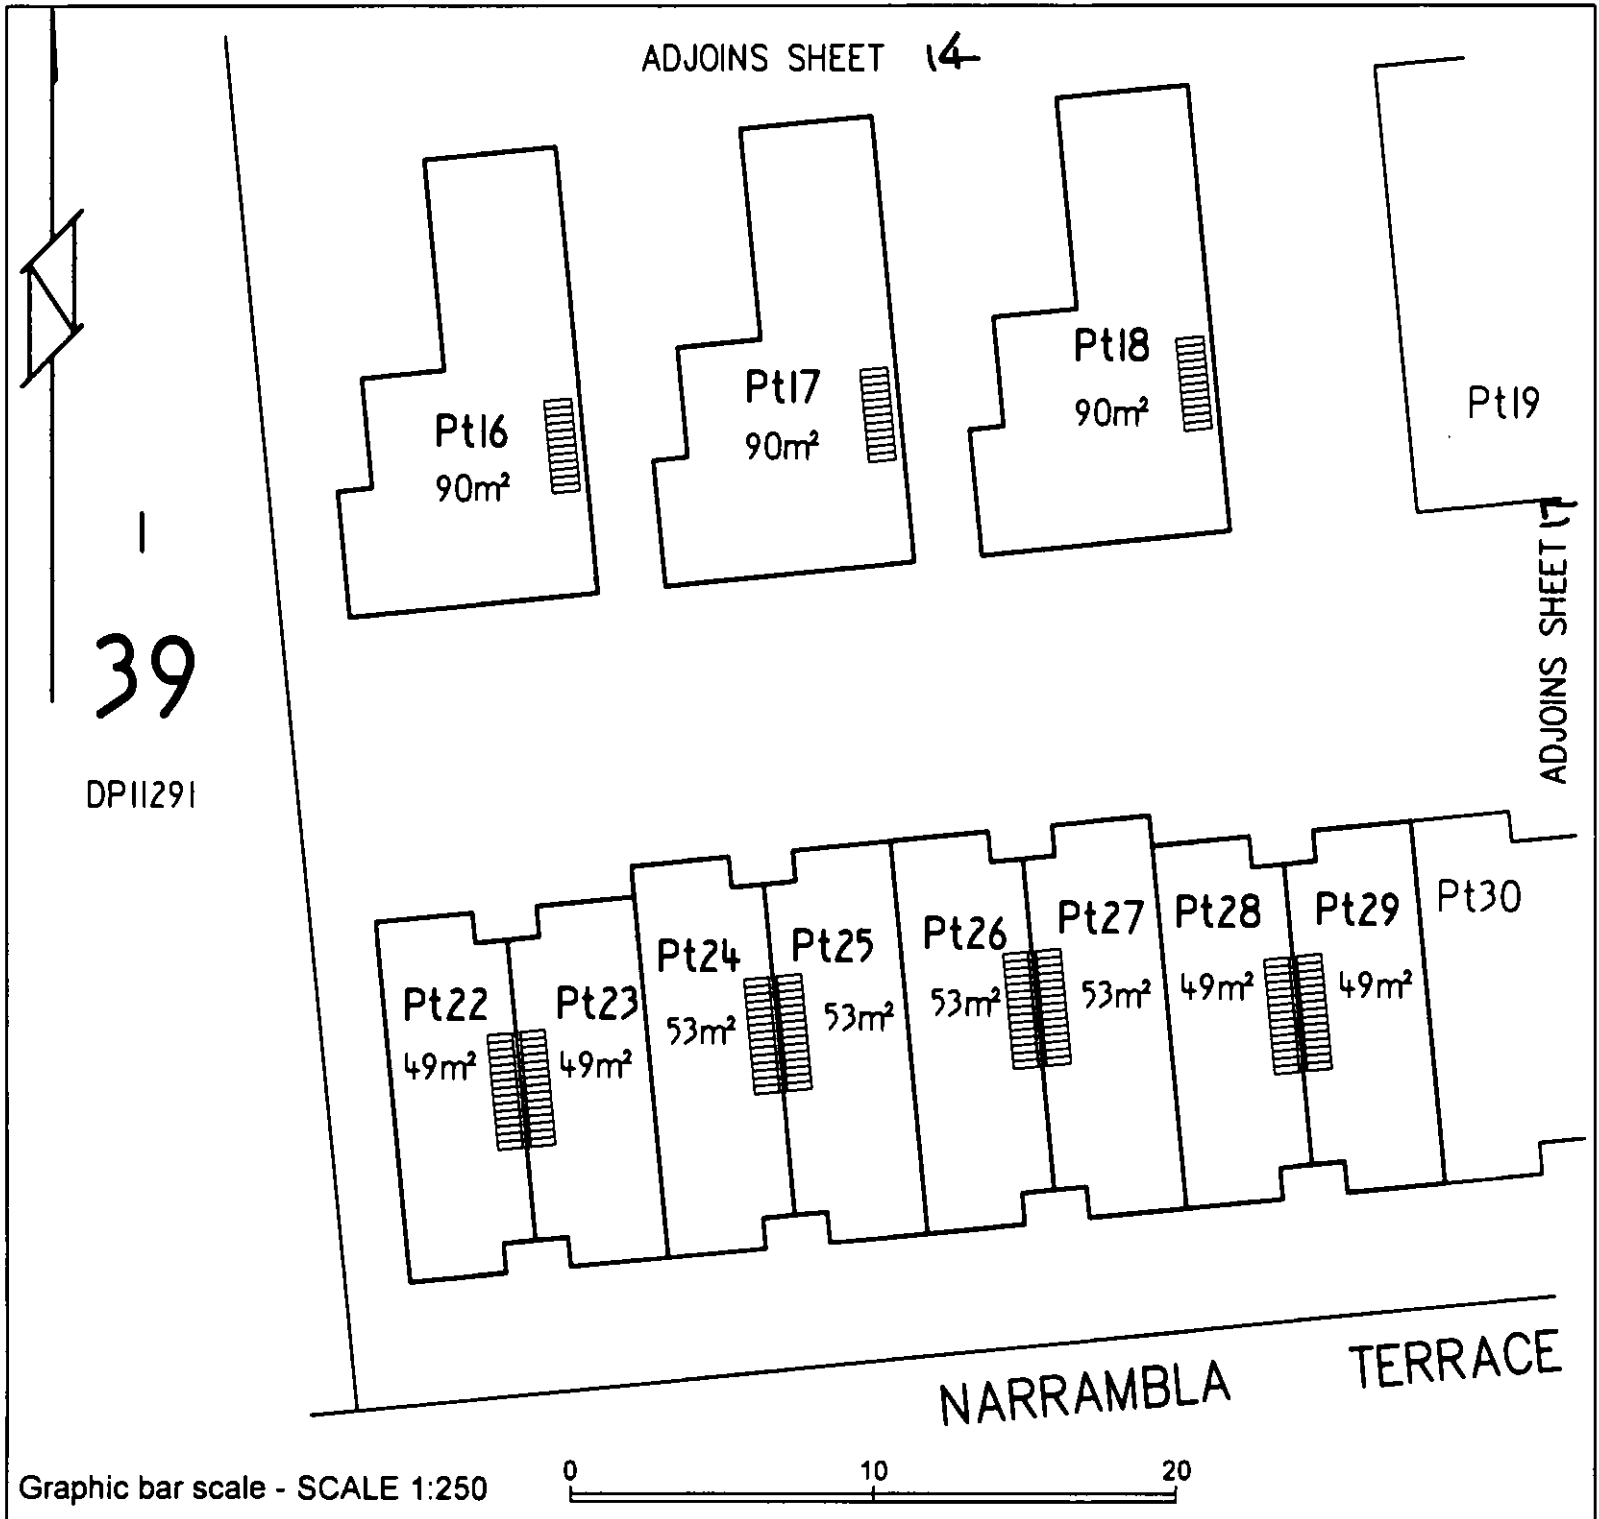 ADJOINS SHEET 14
Pt16
90m²
Pt17
90m²
Pt18
90m²
Pt19
1
39
DP11291
ADJOINS SHEET 17
Pt22
49m²
Pt23
49m²
Pt24
53m²
Pt25
53m²
Pt26
53m²
Pt27
53m²
Pt28
49m²
Pt29
49m²
Pt30
NARRAMBLA TERRACE
Graphic bar scale - SCALE 1:250
0 10 20